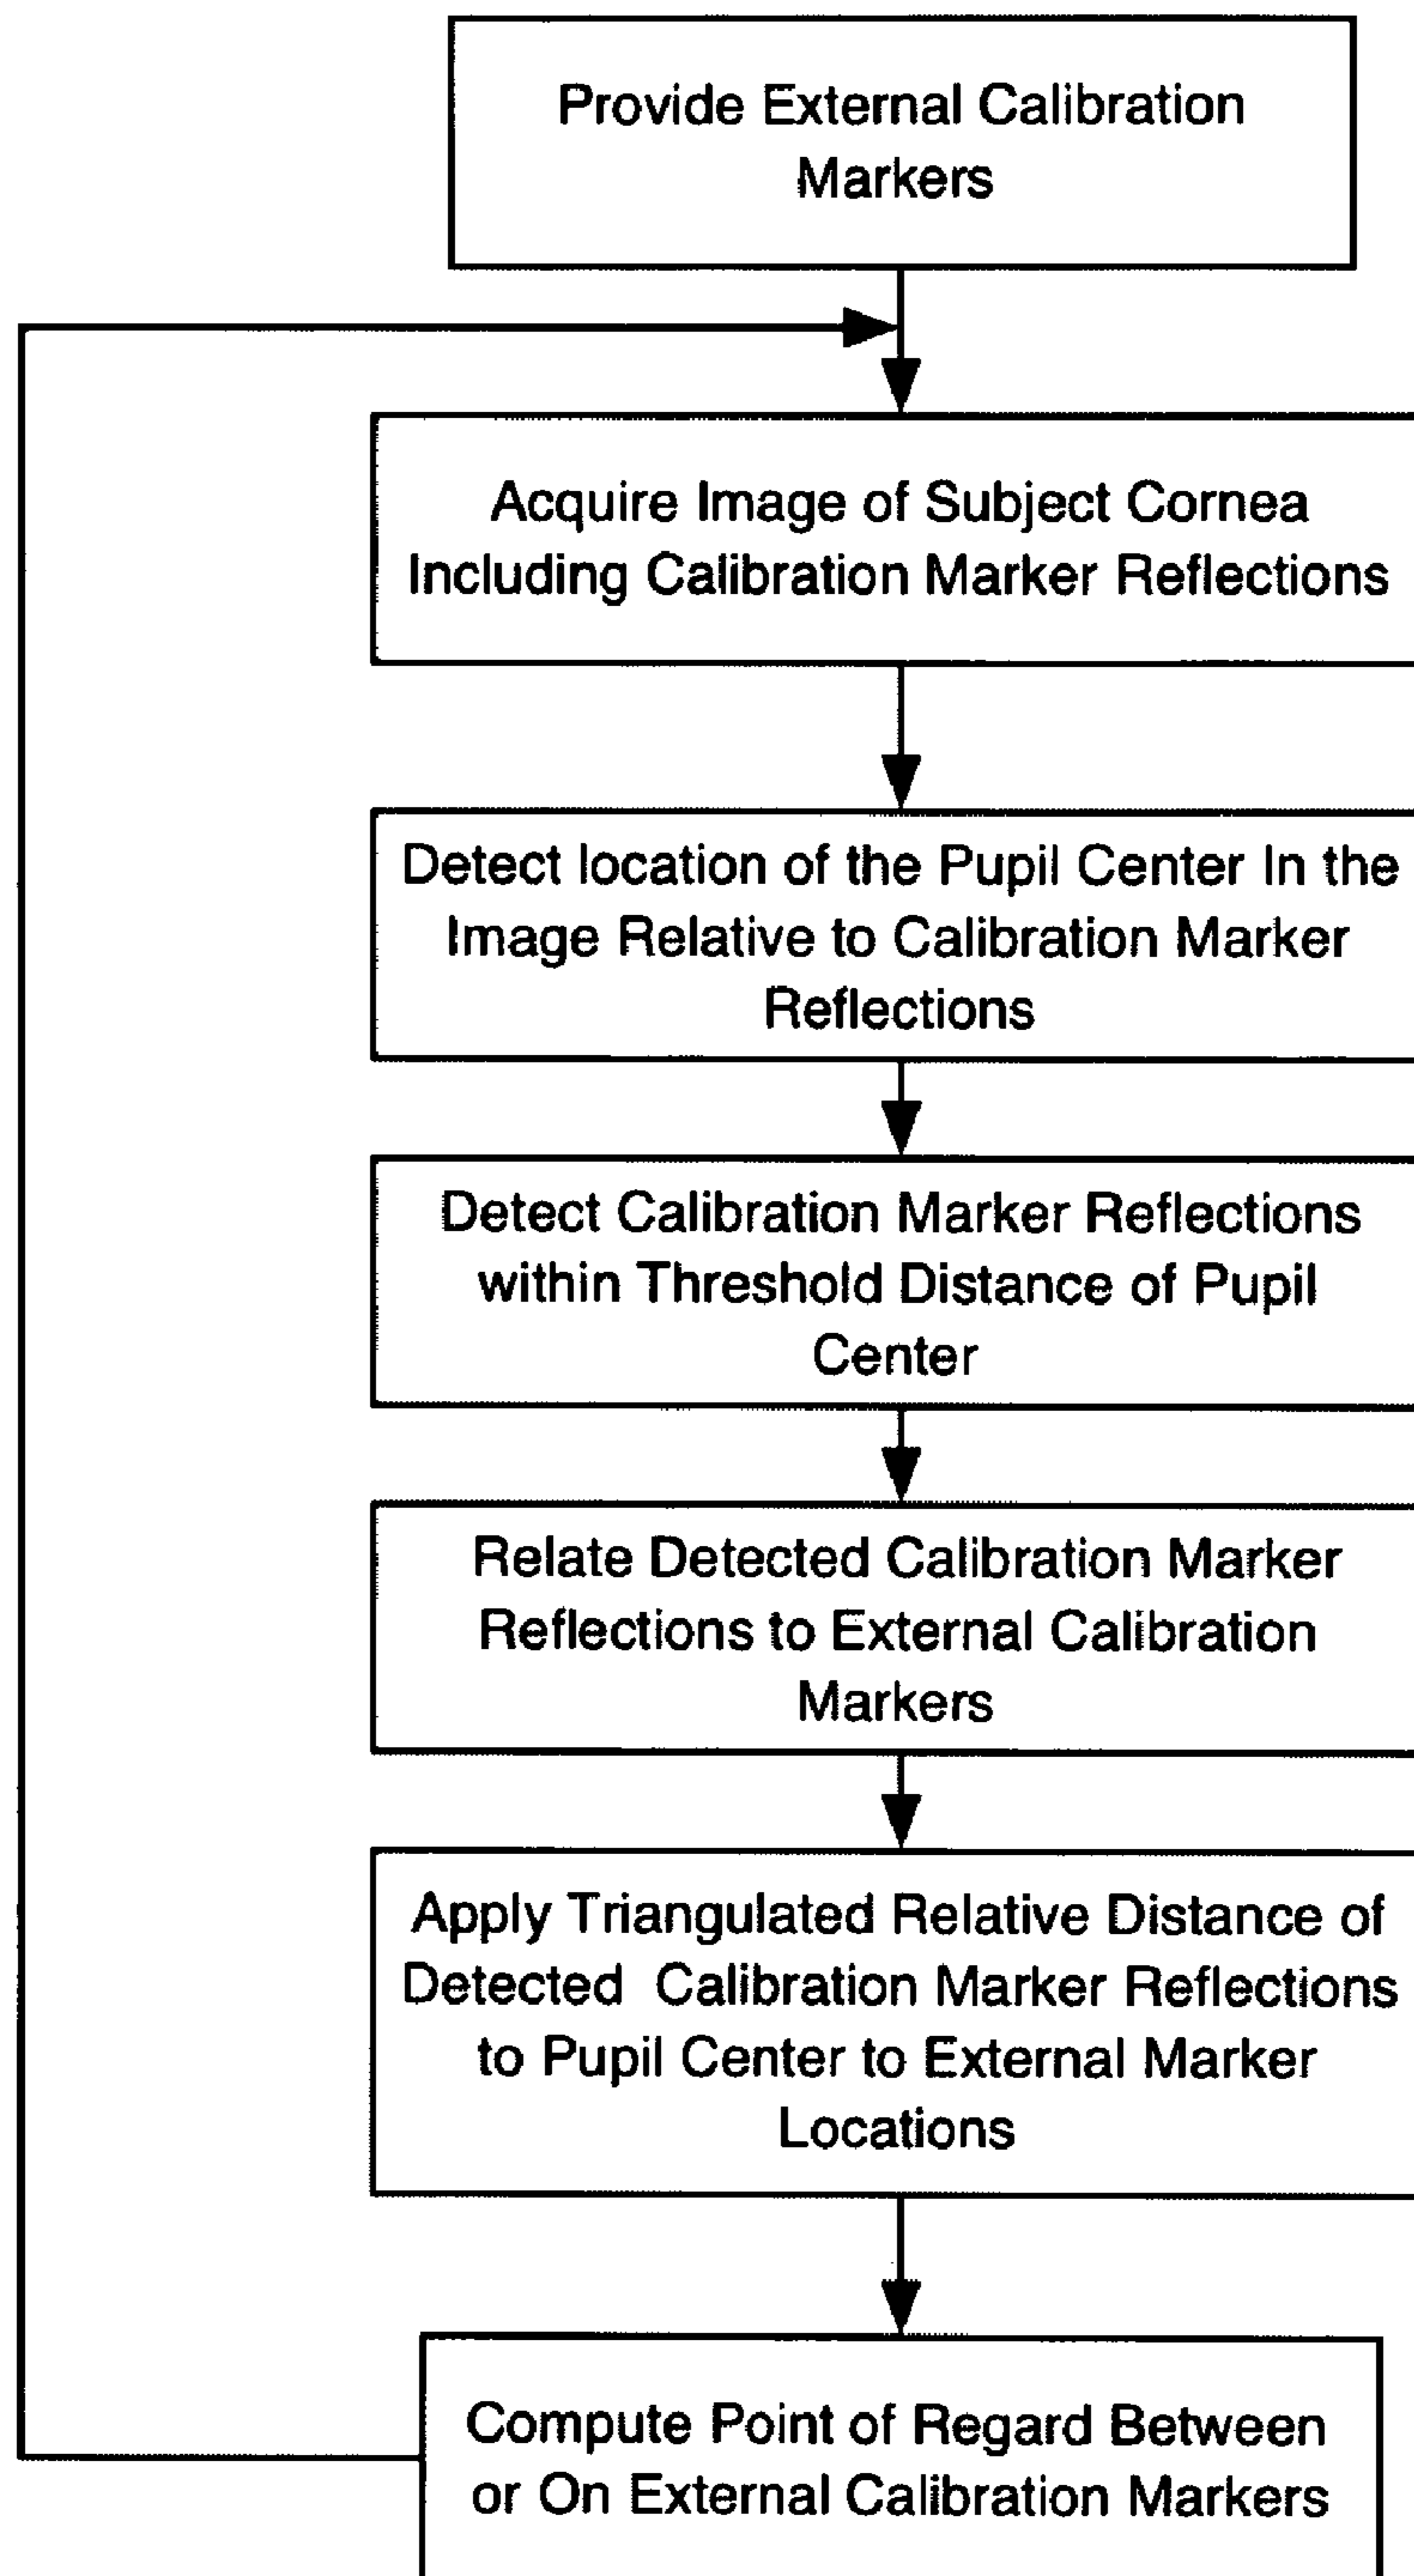 Provide External Calibration
Markers
Acquire Image of Subject Cornea
Including Calibration Marker Reflections
Detect location of the Pupil Center In the
Image Relative to Calibration Marker
Reflections
Detect Calibration Marker Reflections
within Threshold Distance of Pupil
Center
Relate Detected Calibration Marker
Reflections to External Calibration
Markers
Apply Triangulated Relative Distance of
Detected Calibration Marker Reflections
to Pupil Center to External Marker
Locations
Compute Point of Regard Between
or On External Calibration Markers